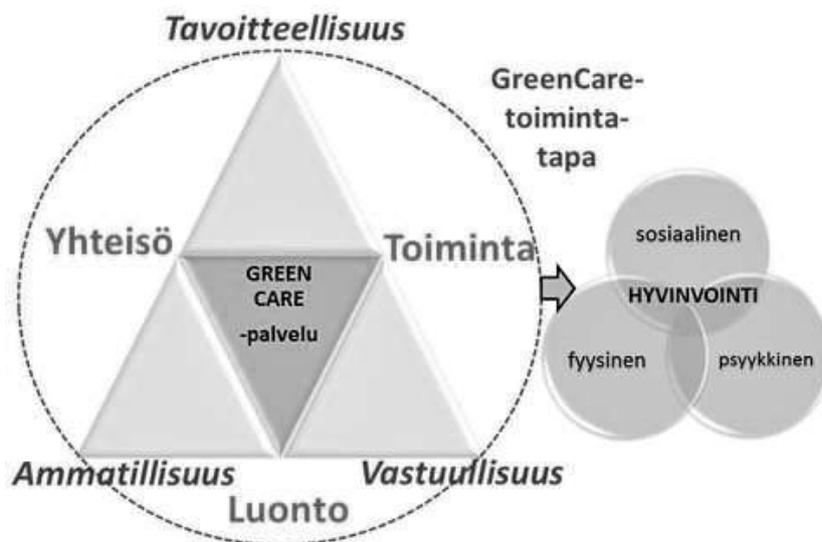 Tavoitteellisuus
GreenCare-
toiminta-
tapa
Yhteisö
Toiminta
GREEN
CARE
-palvelu
sosiaalinen
HYVINVOINTI
fyysinen
psyykkinen
Ammatillisuus
Vastuullisuus
Luonto